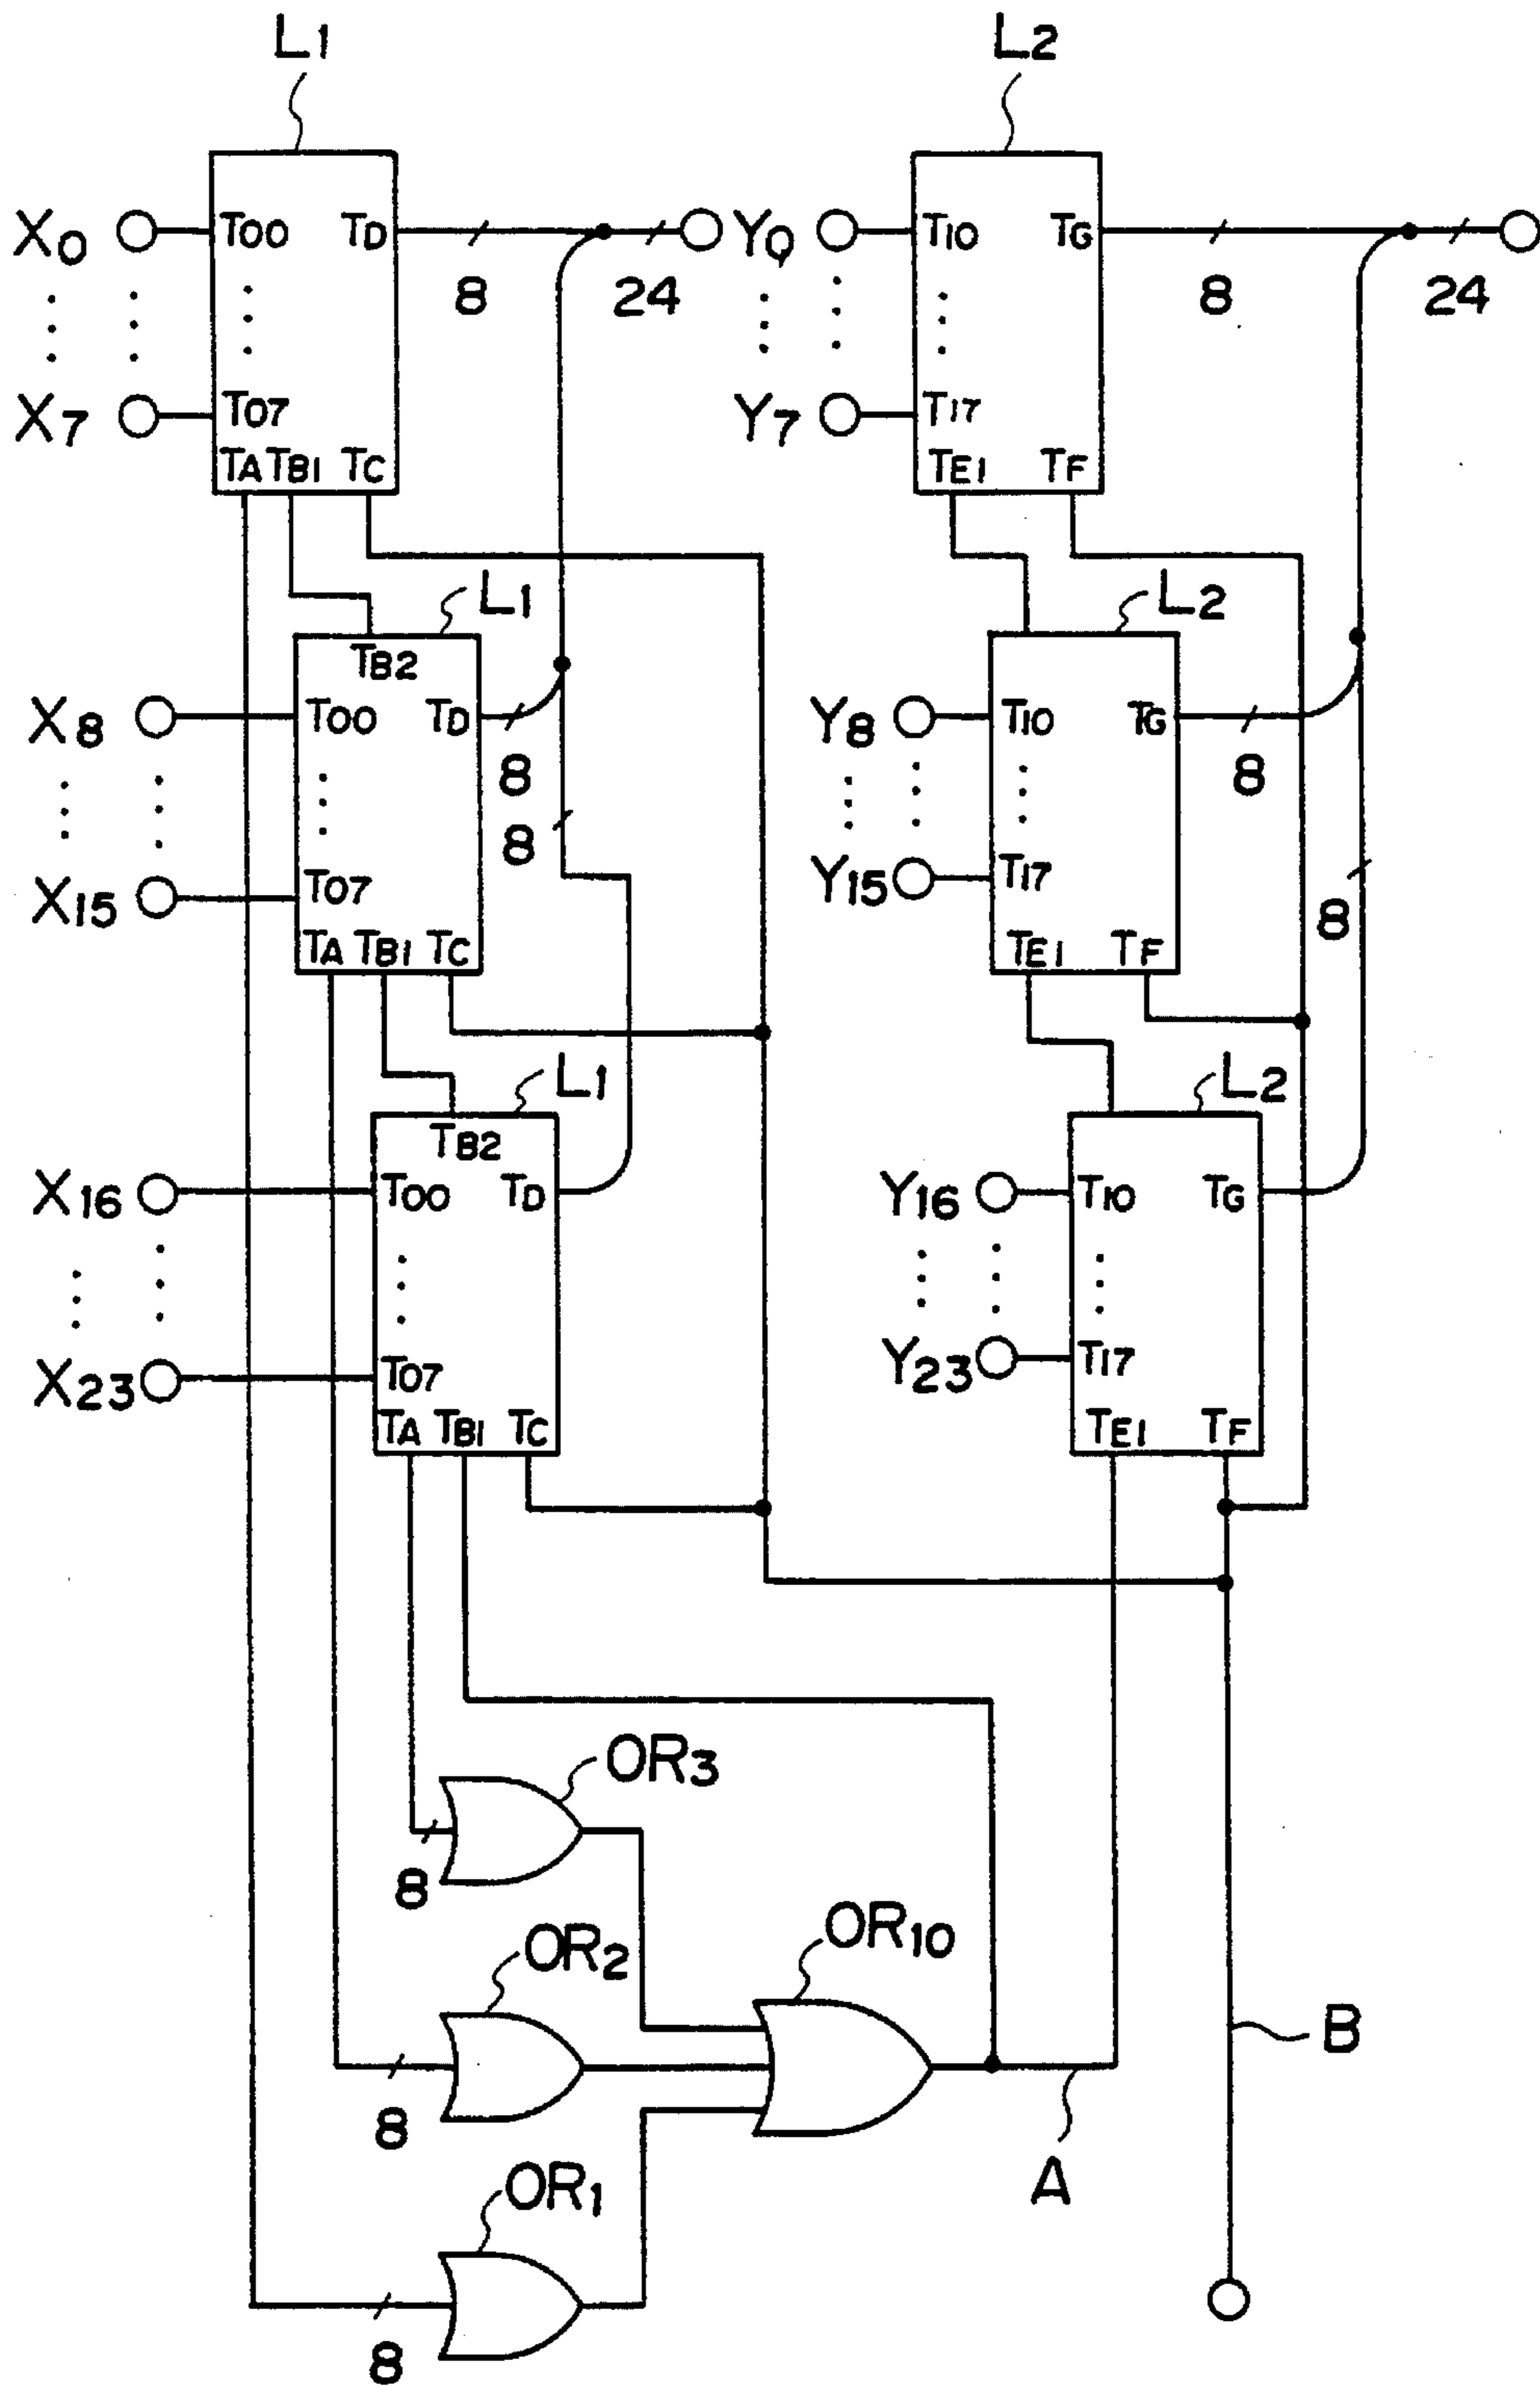 L1 L2
X0 T00 TD Y0 T10 TG
8 24 8 24
X7 T07 Y7 T17
TA TB1 TC TE1 TF
L1 L2
TB2
X8 T00 TD Y8 T10 TG
8 8
8
X15 T07 Y15 T17
8
TA TB1 TC TE1 TF
L1 L2
TB2
X16 T00 TD Y16 T10 TG
X23 T07 Y23 T17
TA TB1 TC TE1 TF
OR3
8
OR2 OR10
B
8
A
OR1
8